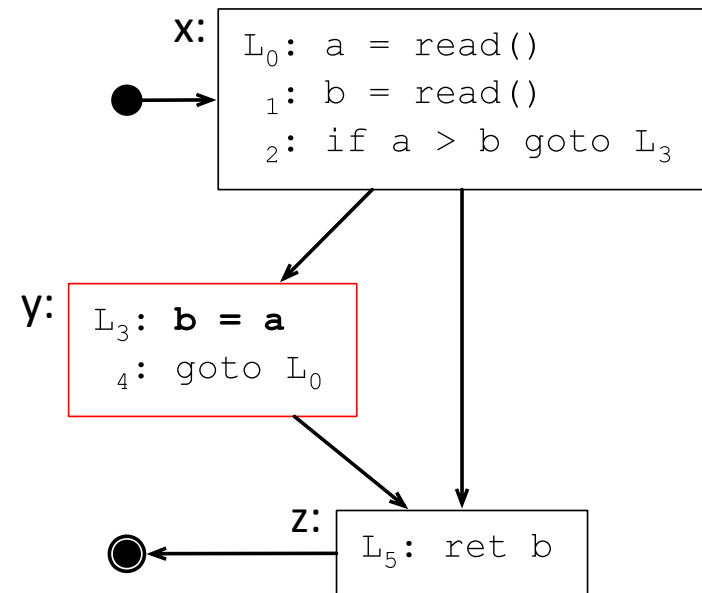 x:
L₀: a = read()
₁: b = read()
₂: if a > b goto L₃
y:
L₃: b = a
₄: goto L₀
z:
L₅: ret b